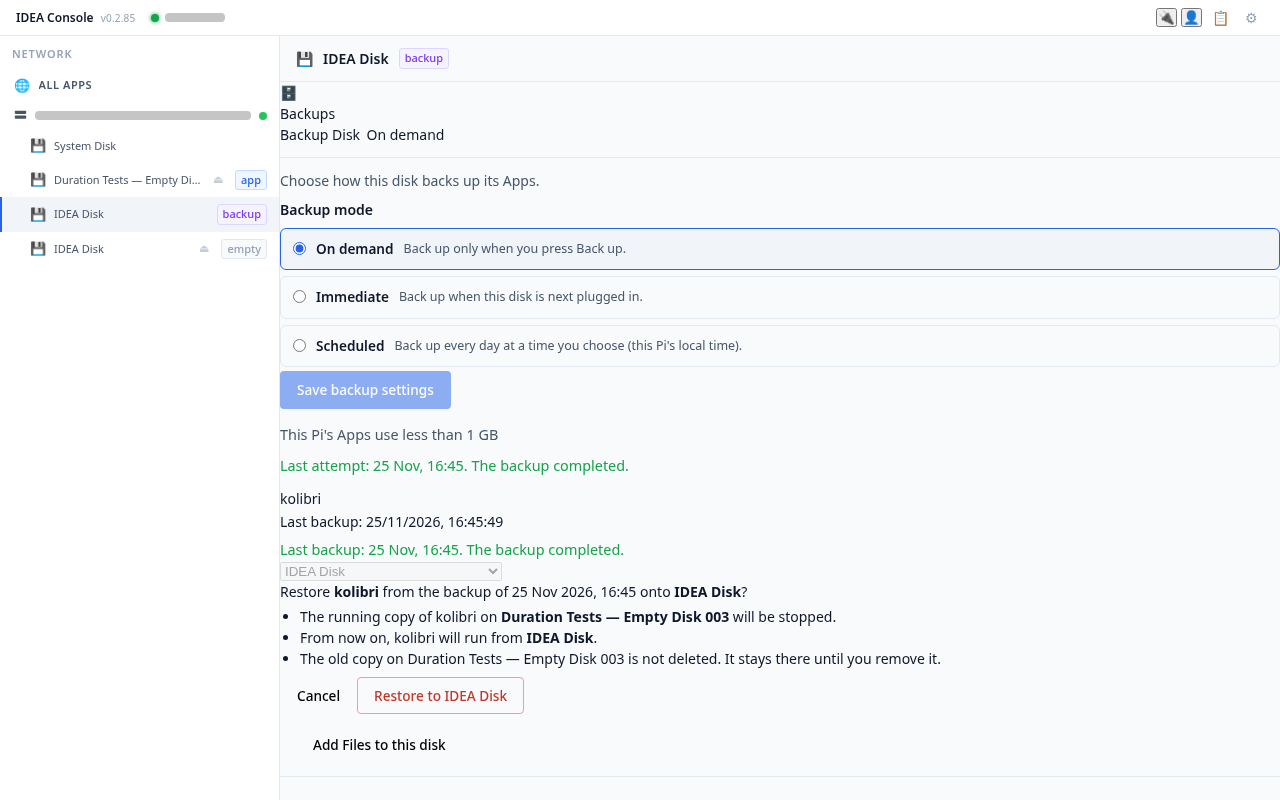 IDEA Console v0.2.85
NETWORK
ALL APPS
System Disk
Duration Tests — Empty Di... app
IDEA Disk backup
IDEA Disk empty
IDEA Disk backup
Backups
Backup Disk On demand
Choose how this disk backs up its Apps.
Backup mode
On demand Back up only when you press Back up.
Immediate Back up when this disk is next plugged in.
Scheduled Back up every day at a time you choose (this Pi's local time).
Save backup settings
This Pi's Apps use less than 1 GB
Last attempt: 25 Nov, 16:45. The backup completed.
kolibri
Last backup: 25/11/2026, 16:45:49
Last backup: 25 Nov, 16:45. The backup completed.
IDEA Disk
Restore kolibri from the backup of 25 Nov 2026, 16:45 onto IDEA Disk?
The running copy of kolibri on Duration Tests — Empty Disk 003 will be stopped.
From now on, kolibri will run from IDEA Disk.
The old copy on Duration Tests — Empty Disk 003 is not deleted. It stays there until you remove it.
Cancel Restore to IDEA Disk
Add Files to this disk